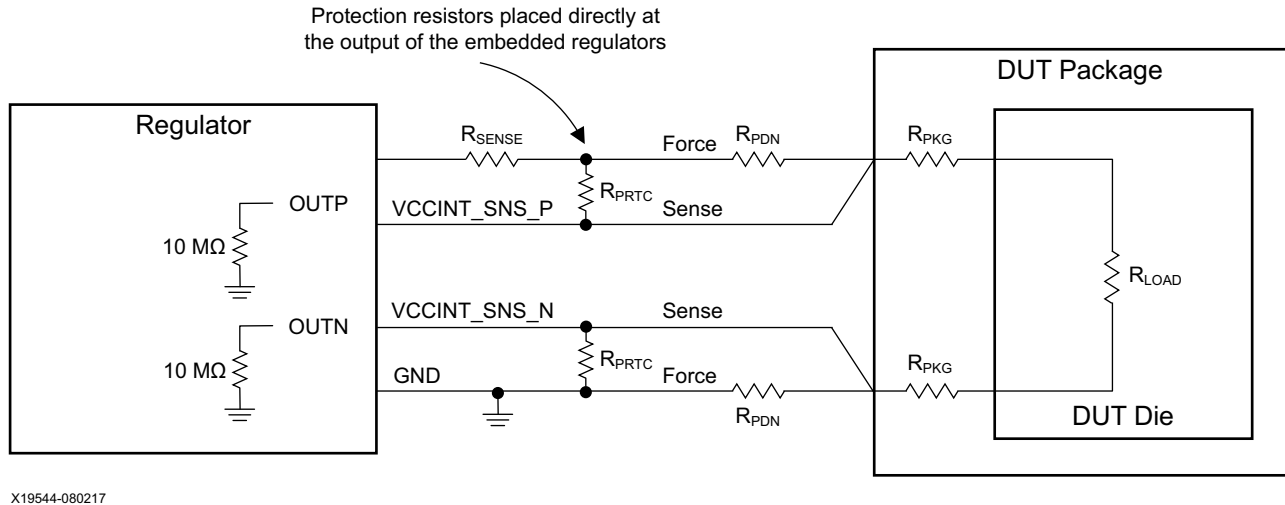 Protection resistors placed directly at
the output of the embedded regulators
DUT Package
Regulator
RSENSE
Force
RPDN
RPKG
RPRTC
OUTP
VCCINT_SNS_P
Sense
10 MΩ
RLOAD
OUTN
VCCINT_SNS_N
Sense
10 MΩ
RPRTC
GND
Force
RPDN
RPKG
DUT Die
X19544-080217